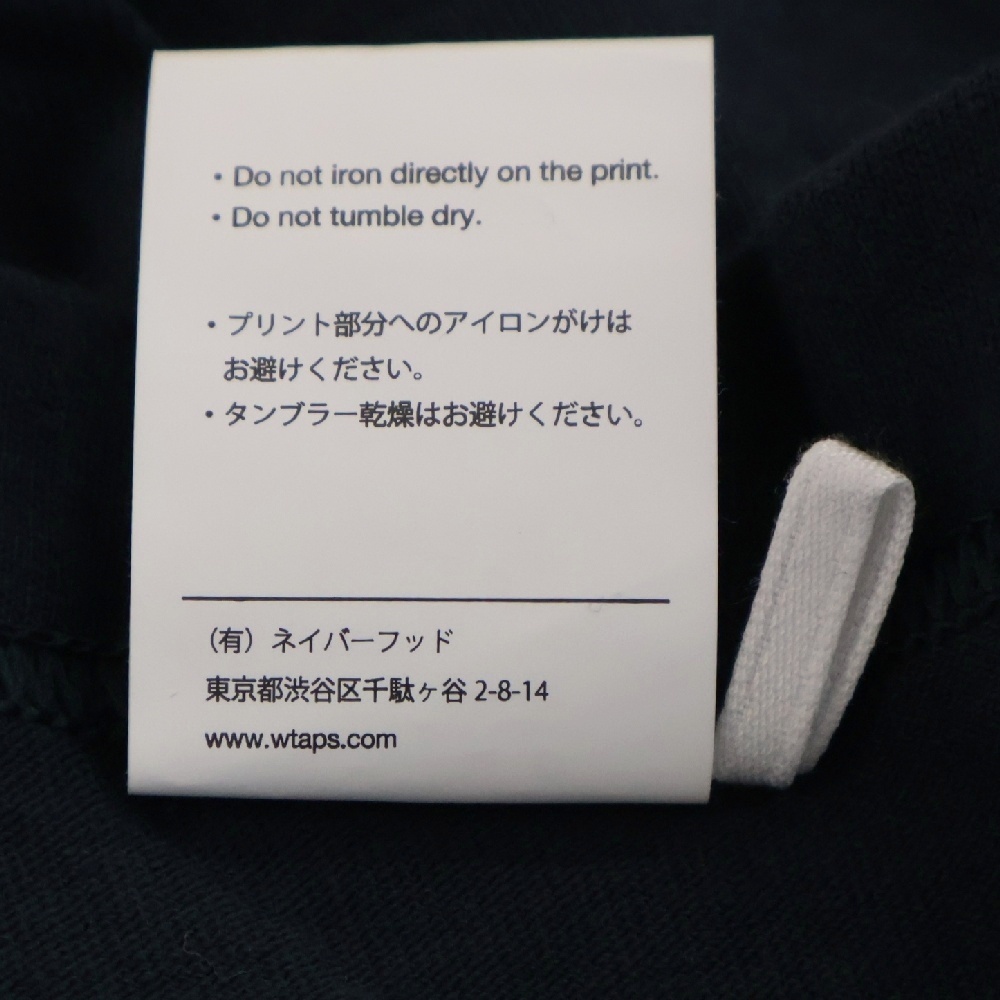 ・Do not iron directly on the print.
・Do not tumble dry.
・プリント部分へのアイロンがけは
お避けください。
・タンブラー乾燥はお避けください。
（有）ネイバーフッド
東京都渋谷区千駄ヶ谷 2-8-14
www.wtaps.com